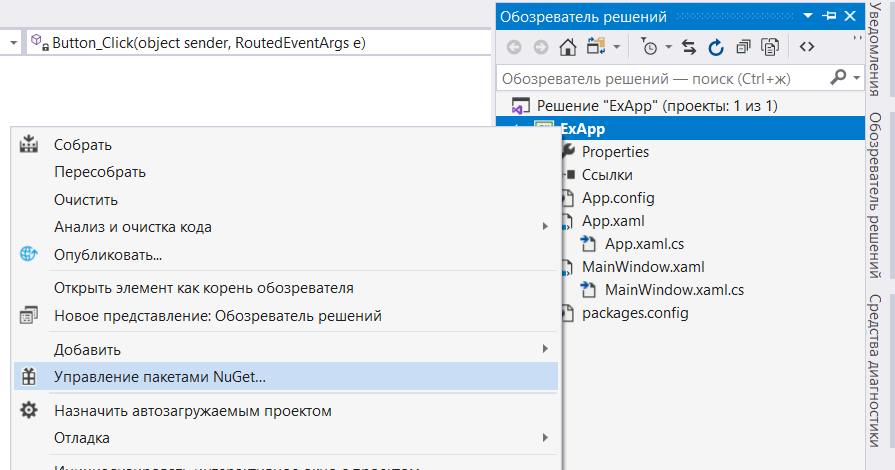 Обозреватель решений
Button_Click(object sender, RoutedEventArgs e)
Обозреватель решений — поиск (Ctrl+ж)
Решение "ExApp" (проекты: 1 из 1)
ExApp
Properties
Ссылки
App.config
App.xaml
App.xaml.cs
MainWindow.xaml
MainWindow.xaml.cs
packages.config
Собрать
Пересобрать
Очистить
Анализ и очистка кода
Опубликовать...
Открыть элемент как корень обозревателя
Новое представление: Обозреватель решений
Добавить
Управление пакетами NuGet...
Назначить автозагружаемым проектом
Отладка
Уведомления
Обозреватель решений
Средства диагностики